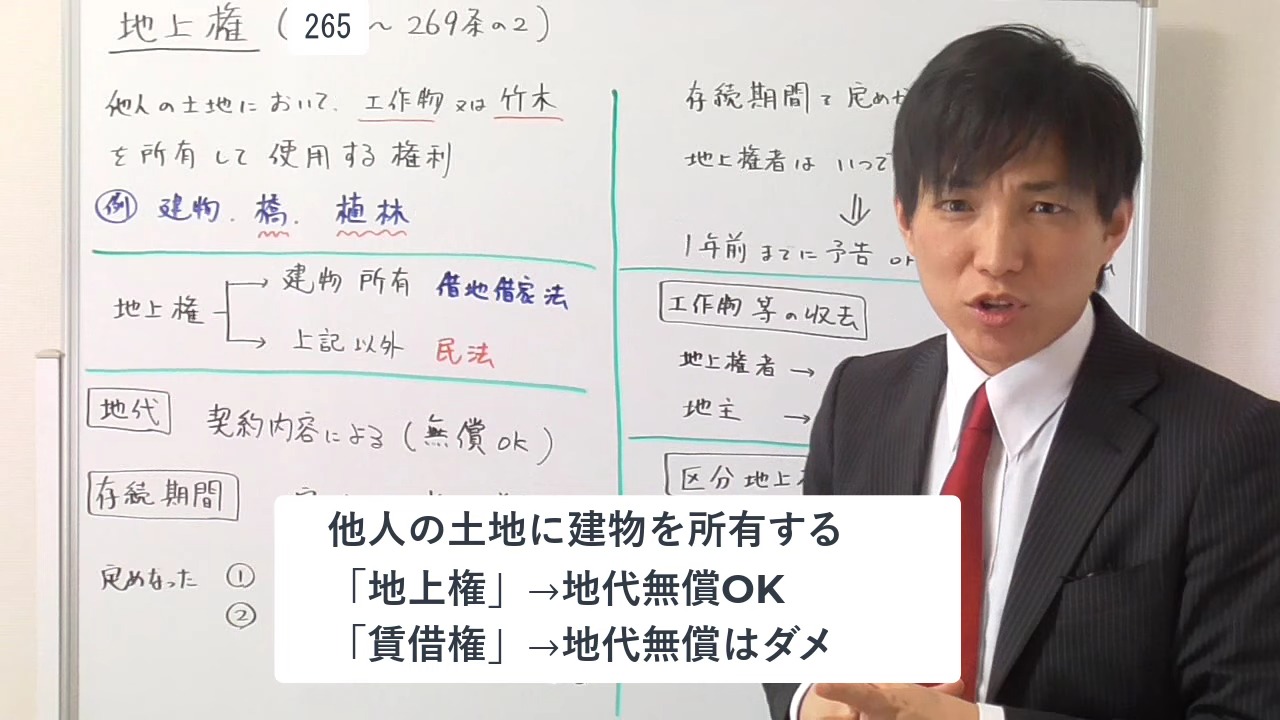 地上権 (265~269条の2)
他人の土地において、工作物又は竹木
を所有して使用する権利
例 建物. 橋. 植林
地上権
建物所有 借地借家法
上記以外 民法
地代 契約内容による(無償ok)
存続期間
定めなかった ①
②
存続期間を定め
地上権者は いつで
⇓
1年前までに予告
工作物等の収去
地上権者 →
地主 →
区分地上
他人の土地に建物を所有する
「地上権」→地代無償OK
「賃借権」→地代無償はダメ